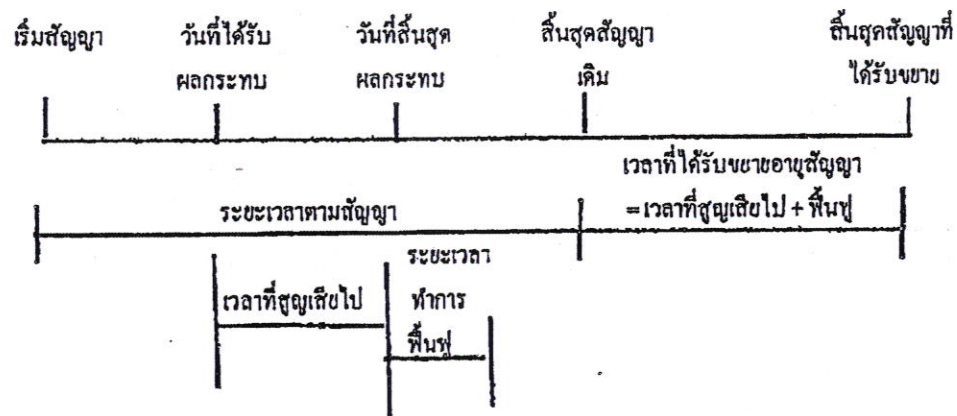 เริ่มสัญญา วันที่ได้รับ วันที่สิ้นสุด สิ้นสุดสัญญา สิ้นสุดสัญญาที่
ผลกระทบ ผลกระทบ เดิม ได้รับขยาย
เวลาที่ได้รับขยายอายุสัญญา
ระยะเวลาตามสัญญา =เวลาที่สูญเสียไป + ฟื้นฟู
ระยะเวลา
เวลาที่สูญเสียไป ทำการ
ฟื้นฟู